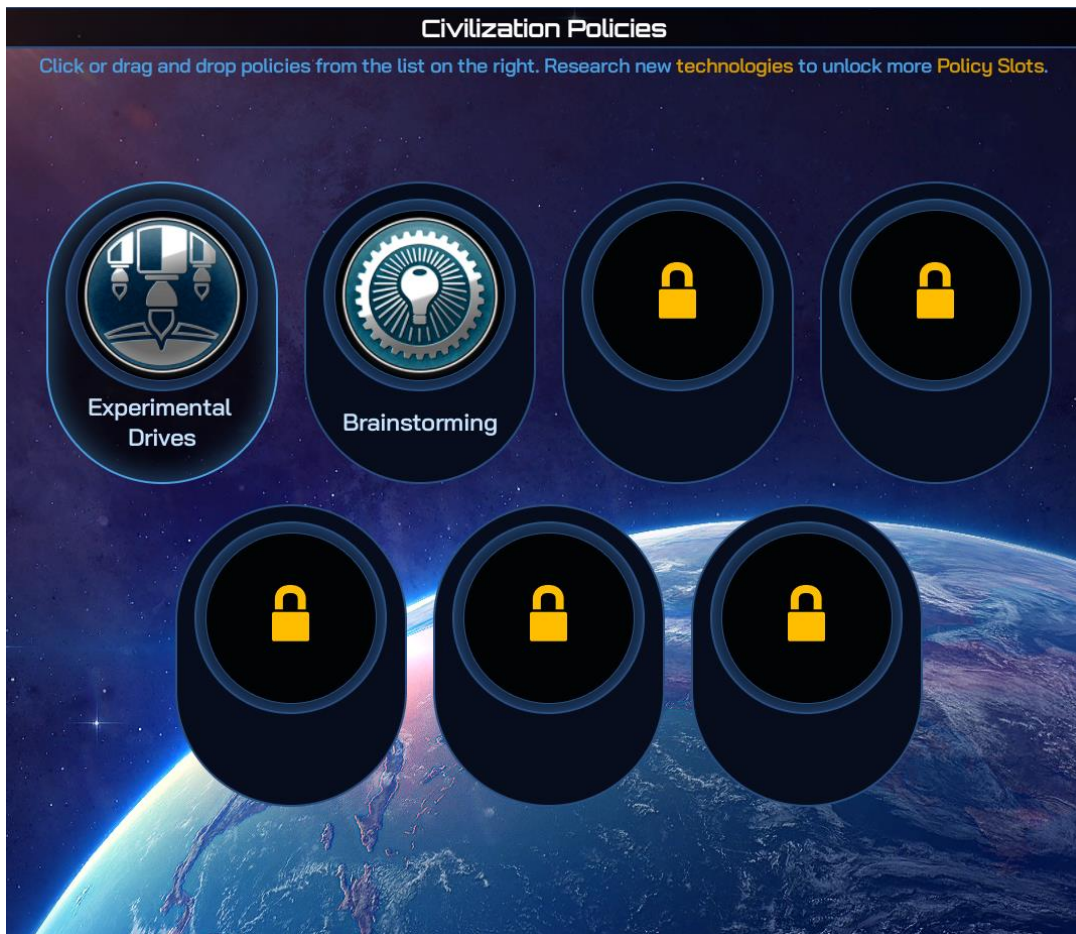 Civilization Policies
Click or drag and drop policies from the list on the right. Research new technologies to unlock more Policy Slots.
Experimental
Drives
Brainstorming